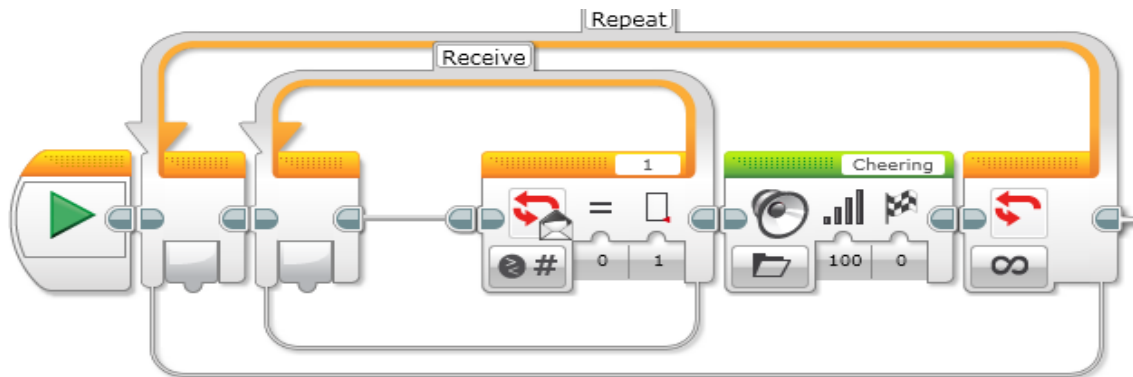 Repeat
Receive
1
Cheering
=
# 0 1
100 0
∞